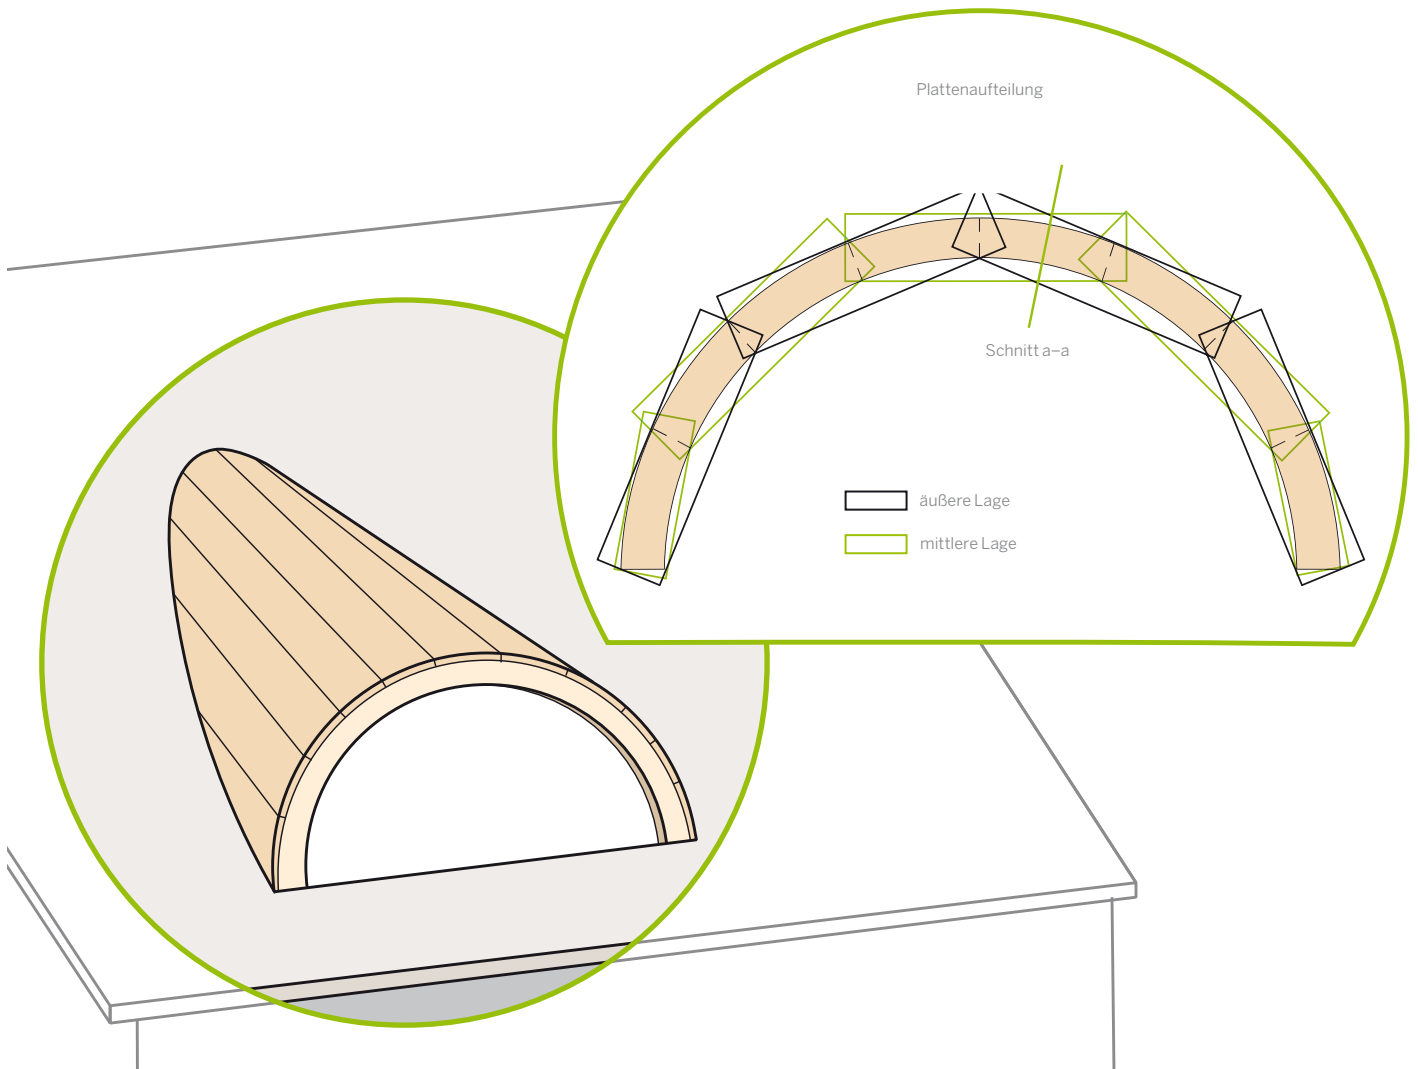 Plattenaufteilung
Schnitt a–a
äußere Lage
mittlere Lage